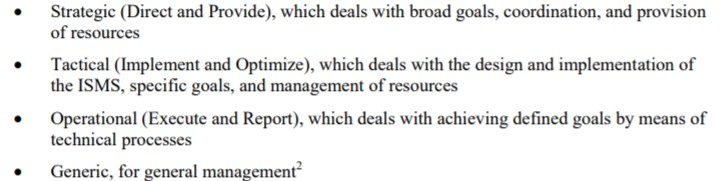 • Strategic (Direct and Provide), which deals with broad goals, coordination, and provision
of resources
• Tactical (Implement and Optimize), which deals with the design and implementation of
the ISMS, specific goals, and management of resources
• Operational (Execute and Report), which deals with achieving defined goals by means of
technical processes
• Generic, for general management²